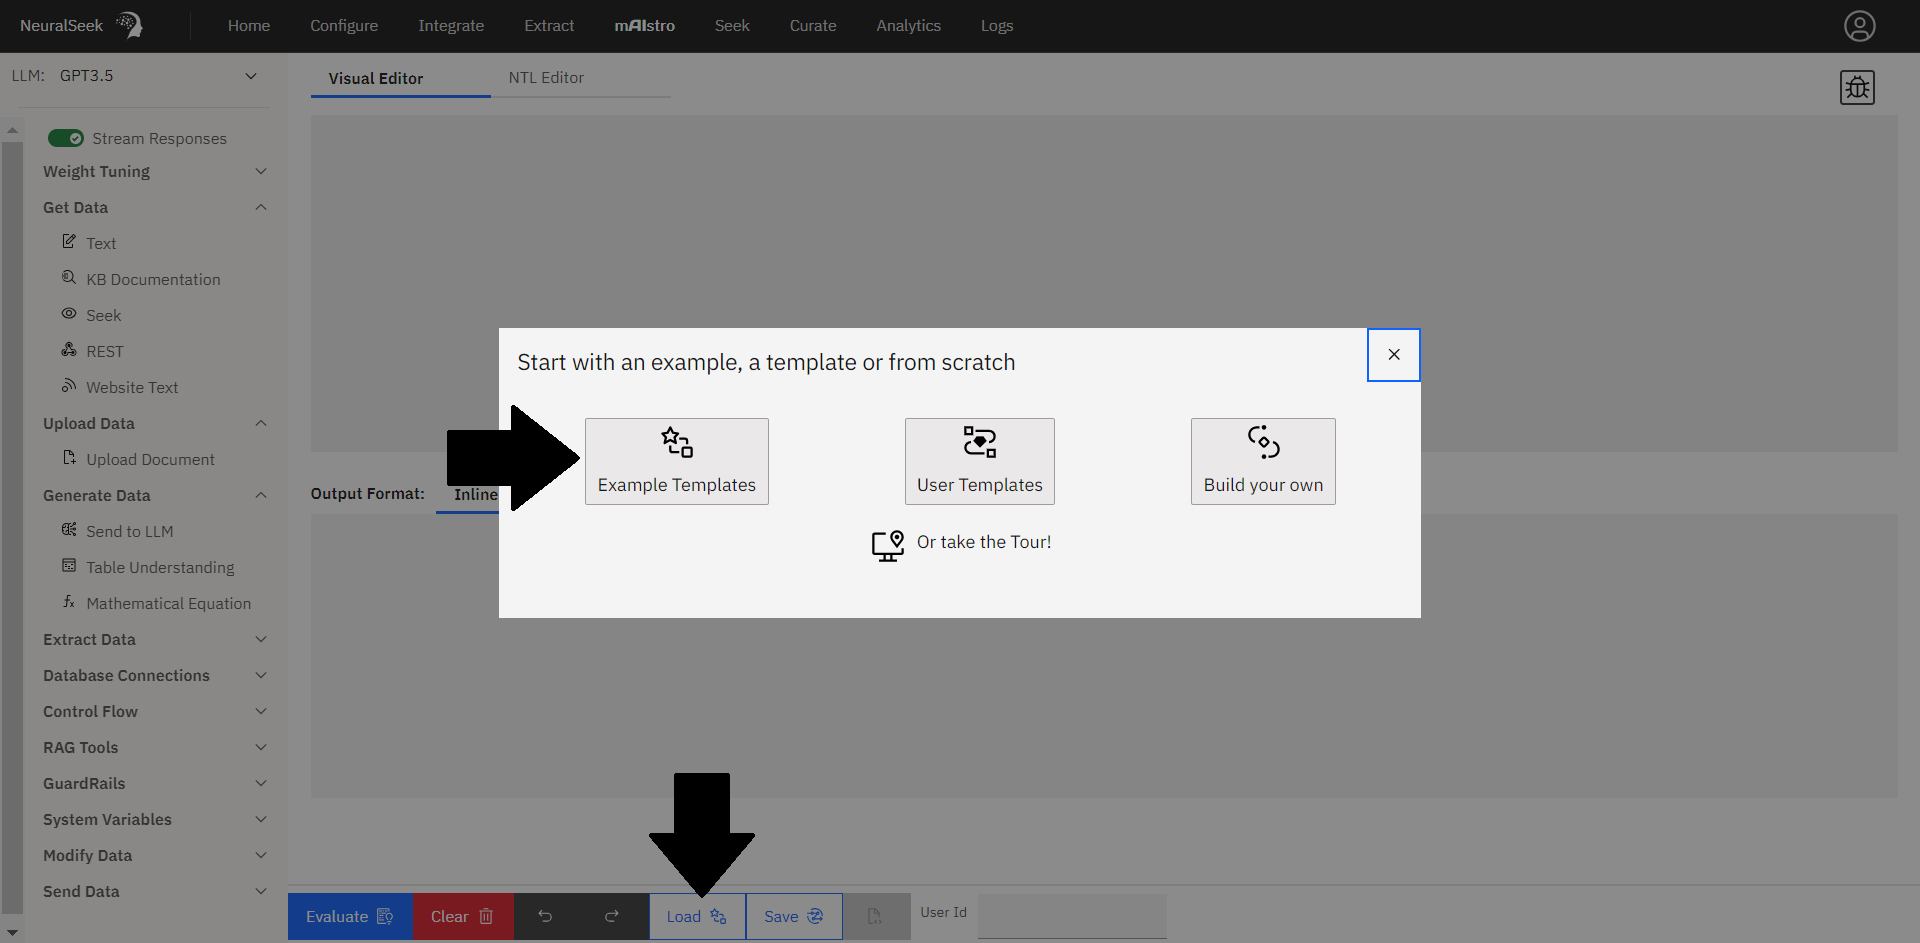 NeuralSeek
Home
Configure
Integrate
Extract
mAIstro
Seek
Curate
Analytics
Logs
LLM: GPT3.5
Stream Responses
Weight Tuning
Get Data
Text
KB Documentation
Seek
REST
Website Text
Upload Data
Upload Document
Generate Data
Send to LLM
Table Understanding
Mathematical Equation
Extract Data
Database Connections
Control Flow
RAG Tools
GuardRails
System Variables
Modify Data
Send Data
Visual Editor
NTL Editor
Start with an example, a template or from scratch
Example Templates
User Templates
Build your own
Or take the Tour!
Output Format:
Inline
Evaluate
Clear
Load
Save
User Id